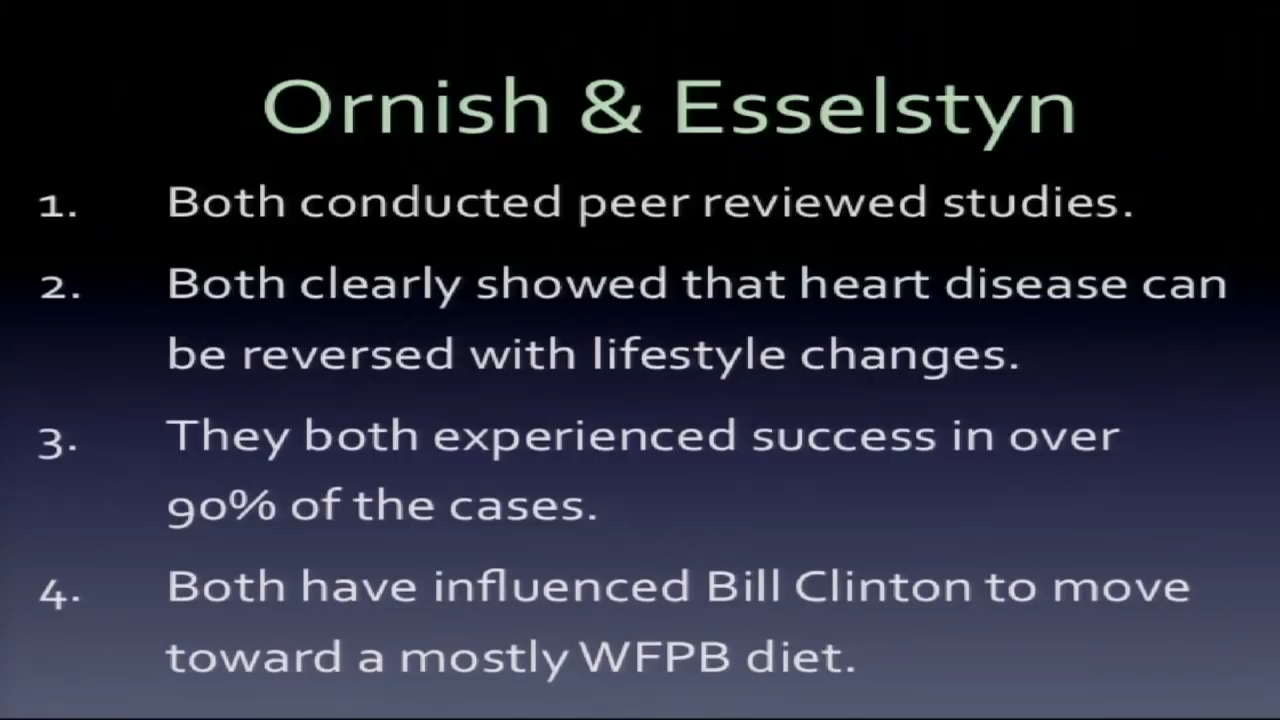 Ornish & Esselstyn
1. Both conducted peer reviewed studies.
2. Both clearly showed that heart disease can
be reversed with lifestyle changes.
3. They both experienced success in over
90% of the cases.
4. Both have influenced Bill Clinton to move
toward a mostly WFPB diet.